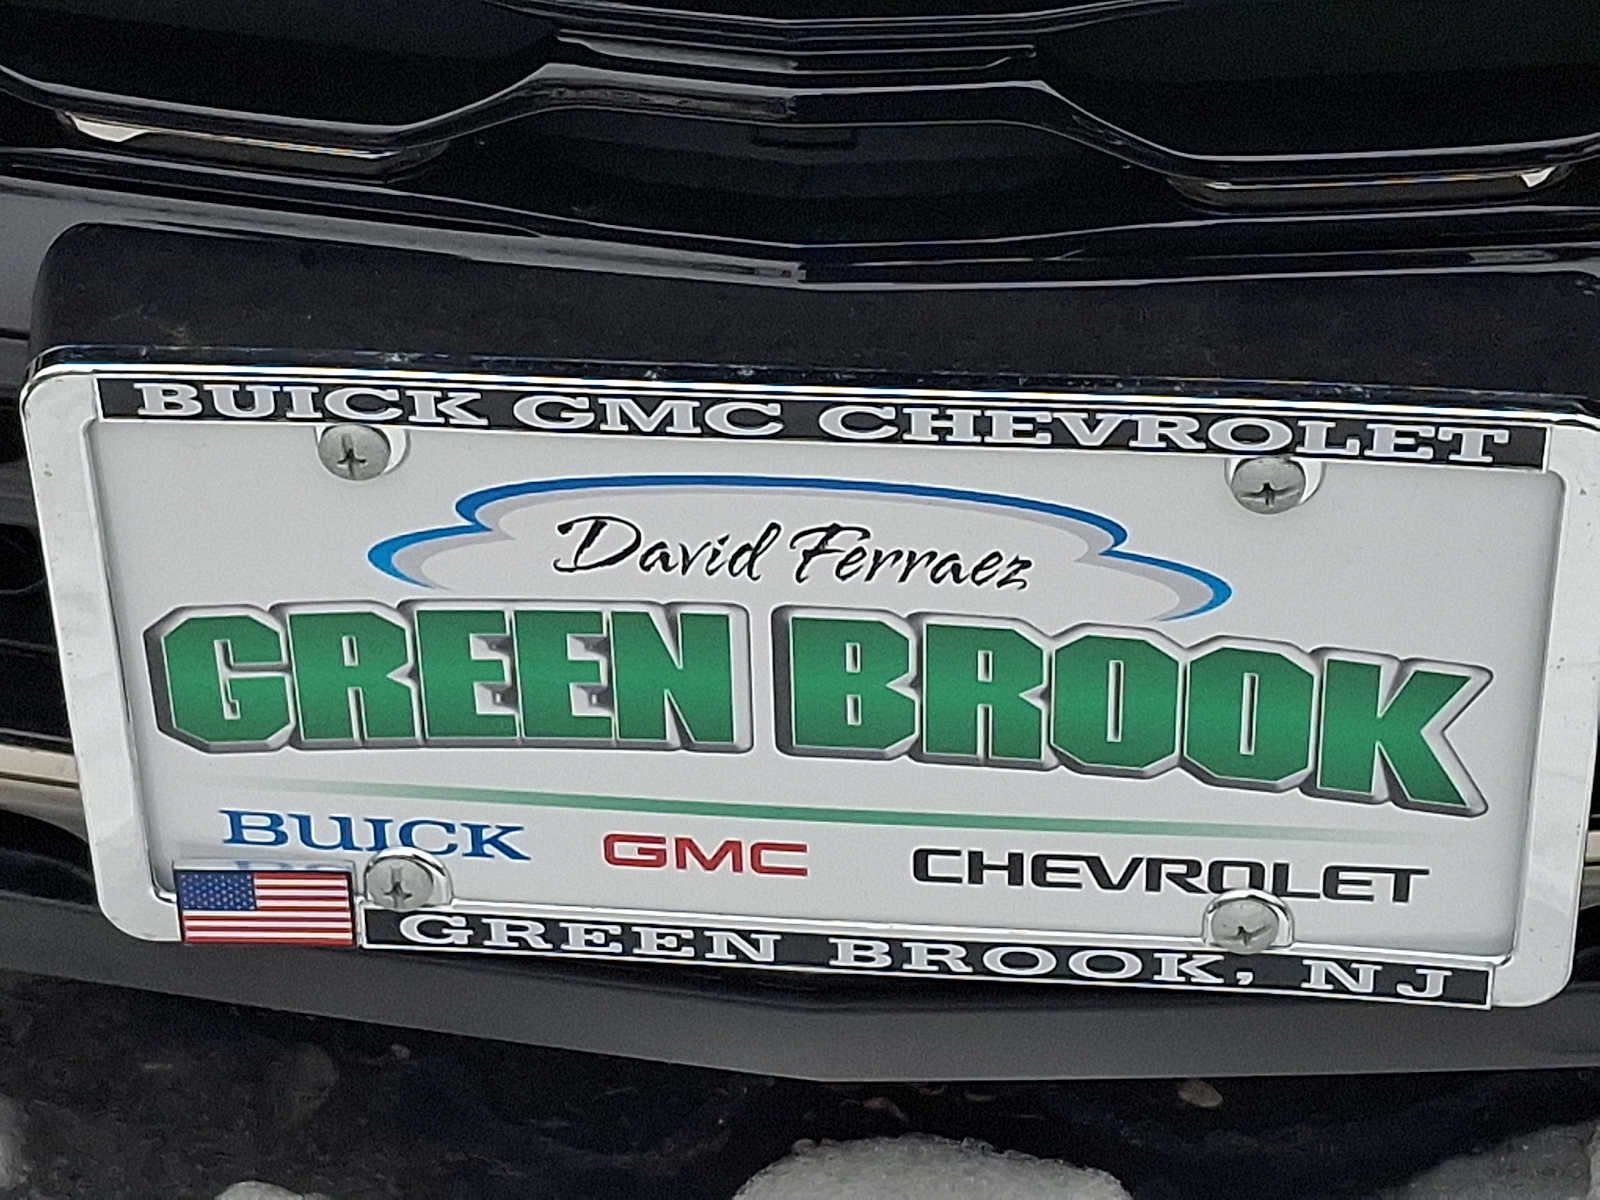 BUICK GMC CHEVROLET
David Ferraez
GREEN BROOK
BUICK GMC CHEVROLET
GREEN BROOK, NJ